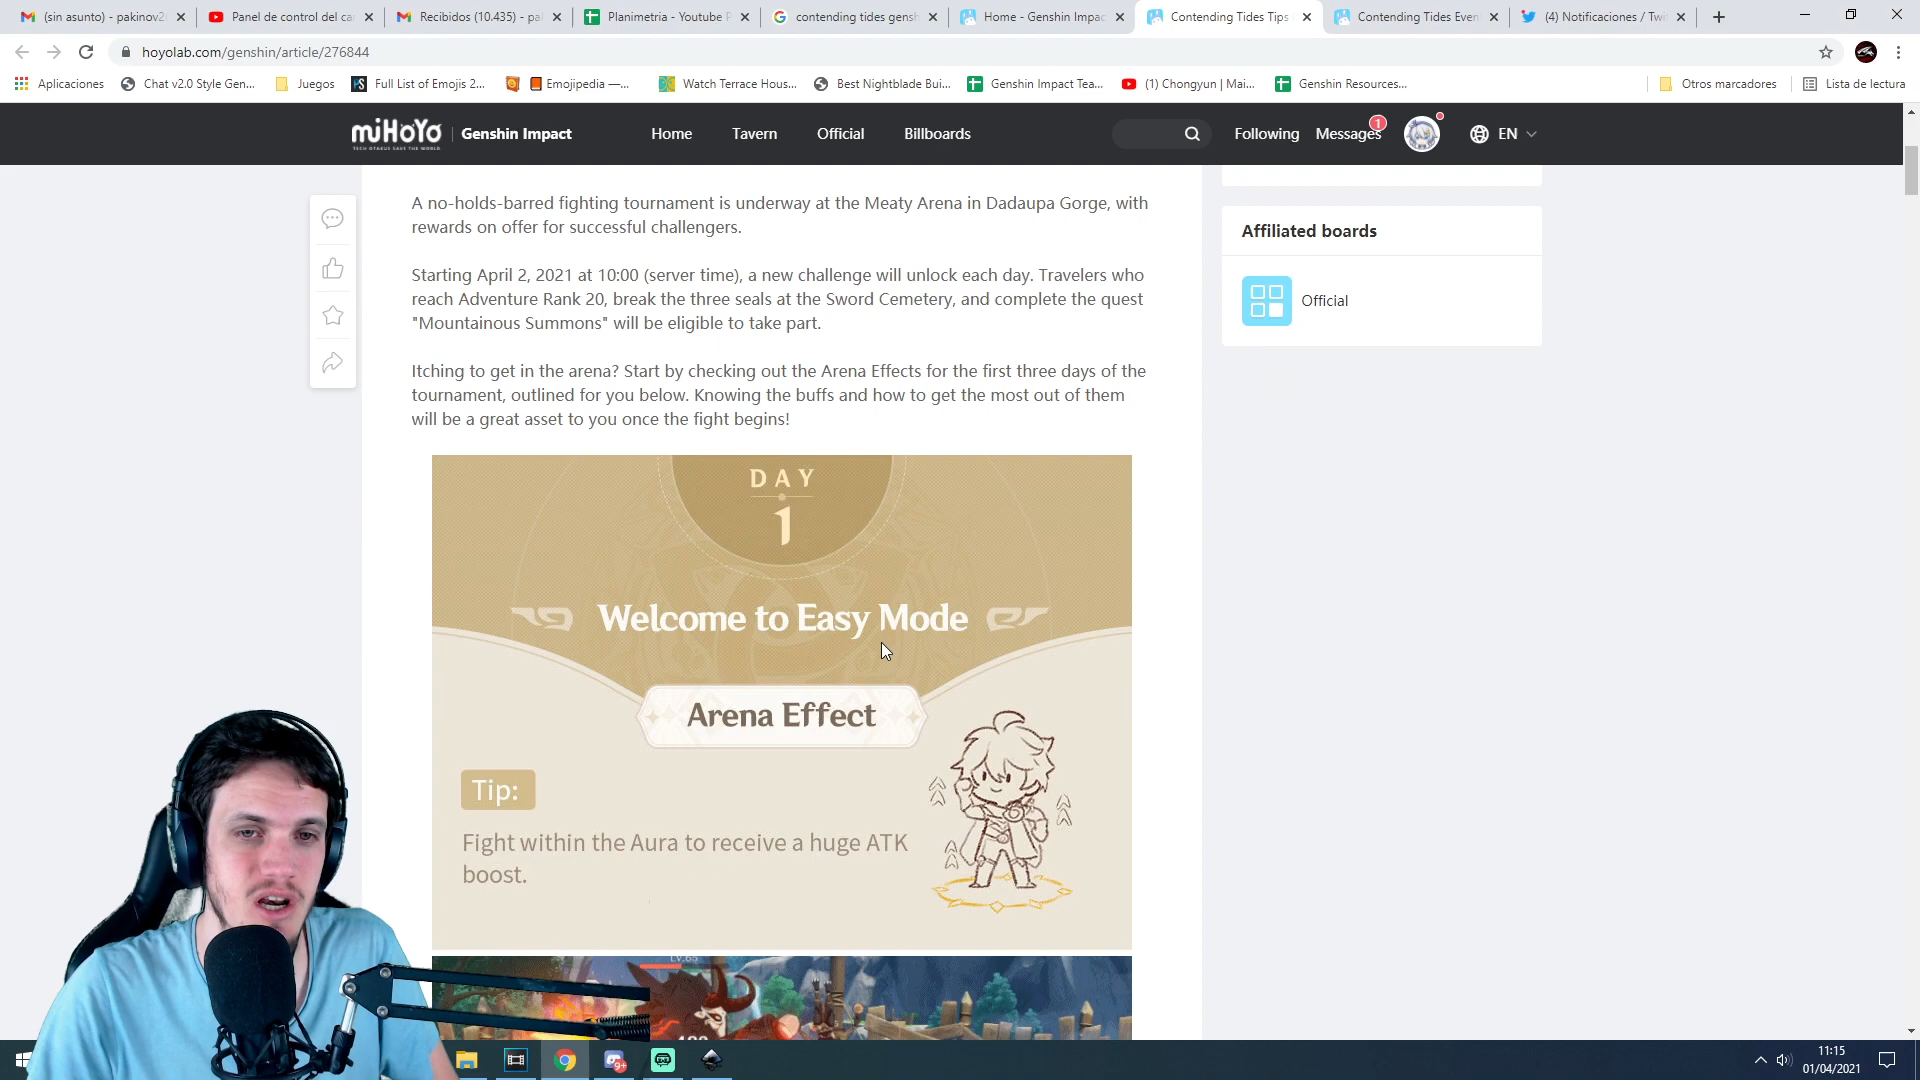 (sin asunto) - pakinov2
Panel de control del ca
Recibidos (10.435) - pa
Planimetria - Youtube P
contending tides gensh
Home - Genshin Impac
Contending Tides Tips
Contending Tides Even
(4) Notificaciones / Twi
hoyolab.com/genshin/article/276844
Aplicaciones
Chat v2.0 Style Gen...
Juegos
Full List of Emojis 2...
Emojipedia —...
Watch Terrace Hous...
Best Nightblade Bui...
Genshin Impact Tea...
(1) Chongyun | Mai...
Genshin Resources...
Otros marcadores
Lista de lectura
miHoYo
TECH OTAKUS SAVE THE WORLD
Genshin Impact
Home
Tavern
Official
Billboards
Following
Messages
1
EN
A no-holds-barred fighting tournament is underway at the Meaty Arena in Dadaupa Gorge, with
rewards on offer for successful challengers.
Starting April 2, 2021 at 10:00 (server time), a new challenge will unlock each day. Travelers who
reach Adventure Rank 20, break the three seals at the Sword Cemetery, and complete the quest
"Mountainous Summons" will be eligible to take part.
Itching to get in the arena? Start by checking out the Arena Effects for the first three days of the
tournament, outlined for you below. Knowing the buffs and how to get the most out of them
will be a great asset to you once the fight begins!
Affiliated boards
Official
DAY
1
Welcome to Easy Mode
Arena Effect
Tip:
Fight within the Aura to receive a huge ATK
boost.
LV.65
9+
11:15
01/04/2021